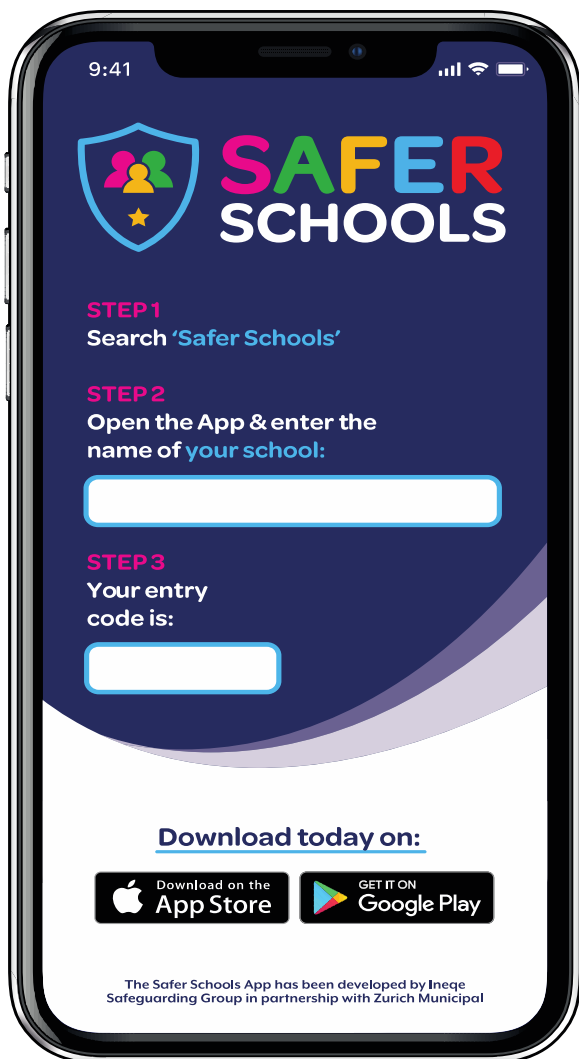 9:41
SAFER
SCHOOLS
STEP 1
Search ‘Safer Schools’
STEP 2
Open the App & enter the
name of your school:
STEP 3
Your entry
code is:
Download today on:
Download on the
App Store
GET IT ON
Google Play
The Safer Schools App has been developed by Ineqe
Safeguarding Group in partnership with Zurich Municipal